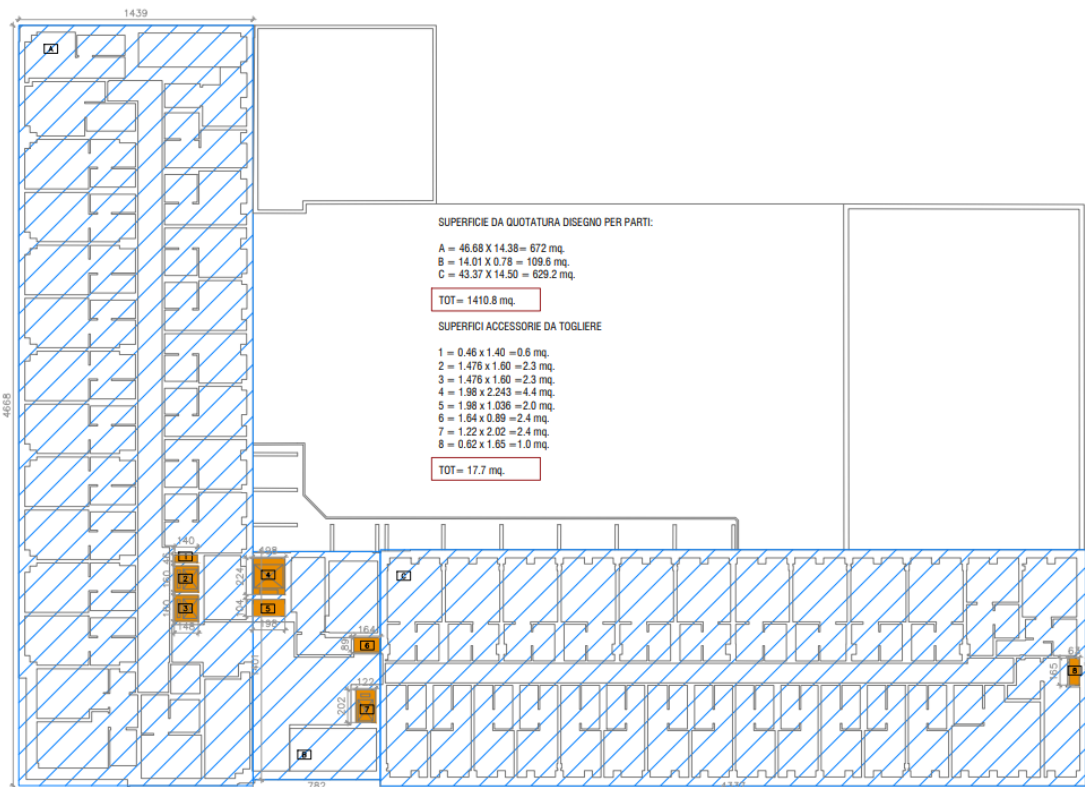 1439
A
SUPERFICIE DA QUOTATURA DISEGNO PER PARTI:
A = 46.68 X 14.38= 672 mq.
B = 14.01 X 0.78 = 109.6 mq.
C = 43.37 X 14.50 = 629.2 mq.
TOT= 1410.8 mq.
SUPERFICI ACCESSORIE DA TOGLIERE
1 = 0.46 x 1.40 =0.6 mq.
2 = 1.476 x 1.60 =2.3 mq.
3 = 1.476 x 1.60 =2.3 mq.
4 = 1.98 x 2.243 =4.4 mq.
5 = 1.98 x 1.036 =2.0 mq.
6 = 1.64 x 0.89 =2.4 mq.
7 = 1.22 x 2.02 =2.4 mq.
8 = 0.62 x 1.65 =1.0 mq.
TOT= 17.7 mq.
4668
140
1
2
160
3
148
224
4
104
5
198
C
164
89
6
122
202
7
165
8
B
782